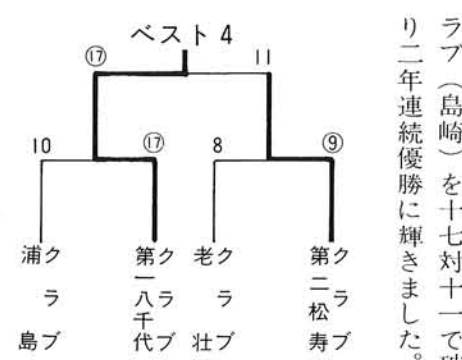 ラブ（島崎）を十七対十一で
り二年連続優勝に輝きました。
ベスト4
⑰ 11
10 ⑰ 8 ⑨
浦島クラブ
第一八千代クラブ
老壮クラブ
第二松寿クラブ